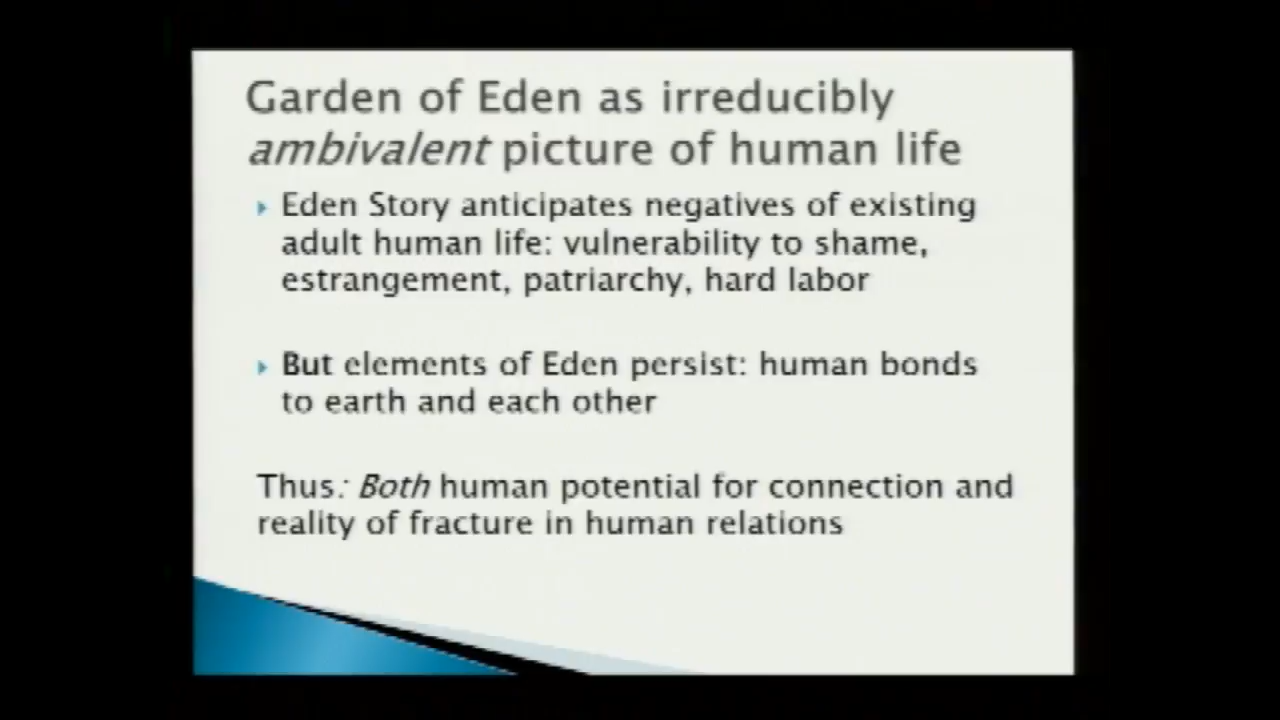 Garden of Eden as irreducibly
ambivalent picture of human life
Eden Story anticipates negatives of existing
adult human life: vulnerability to shame,
estrangement, patriarchy, hard labor
But elements of Eden persist: human bonds
to earth and each other
Thus: Both human potential for connection and
reality of fracture in human relations